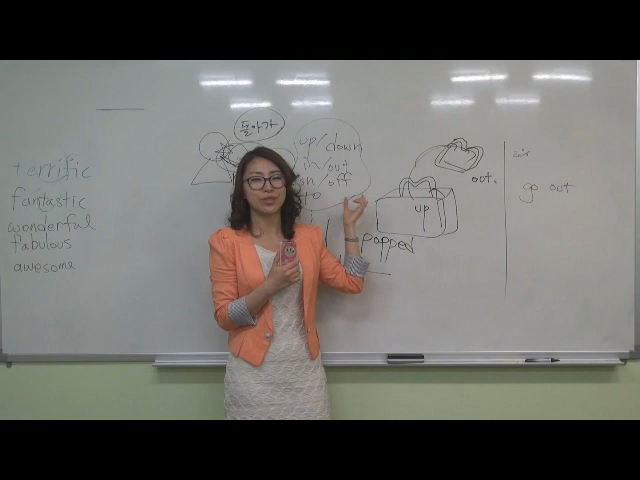 terrific
fantastic
wonderful
fabulous
awesome
돌아가
up/down
in/out
on/off
to
popped
up
out.
go out